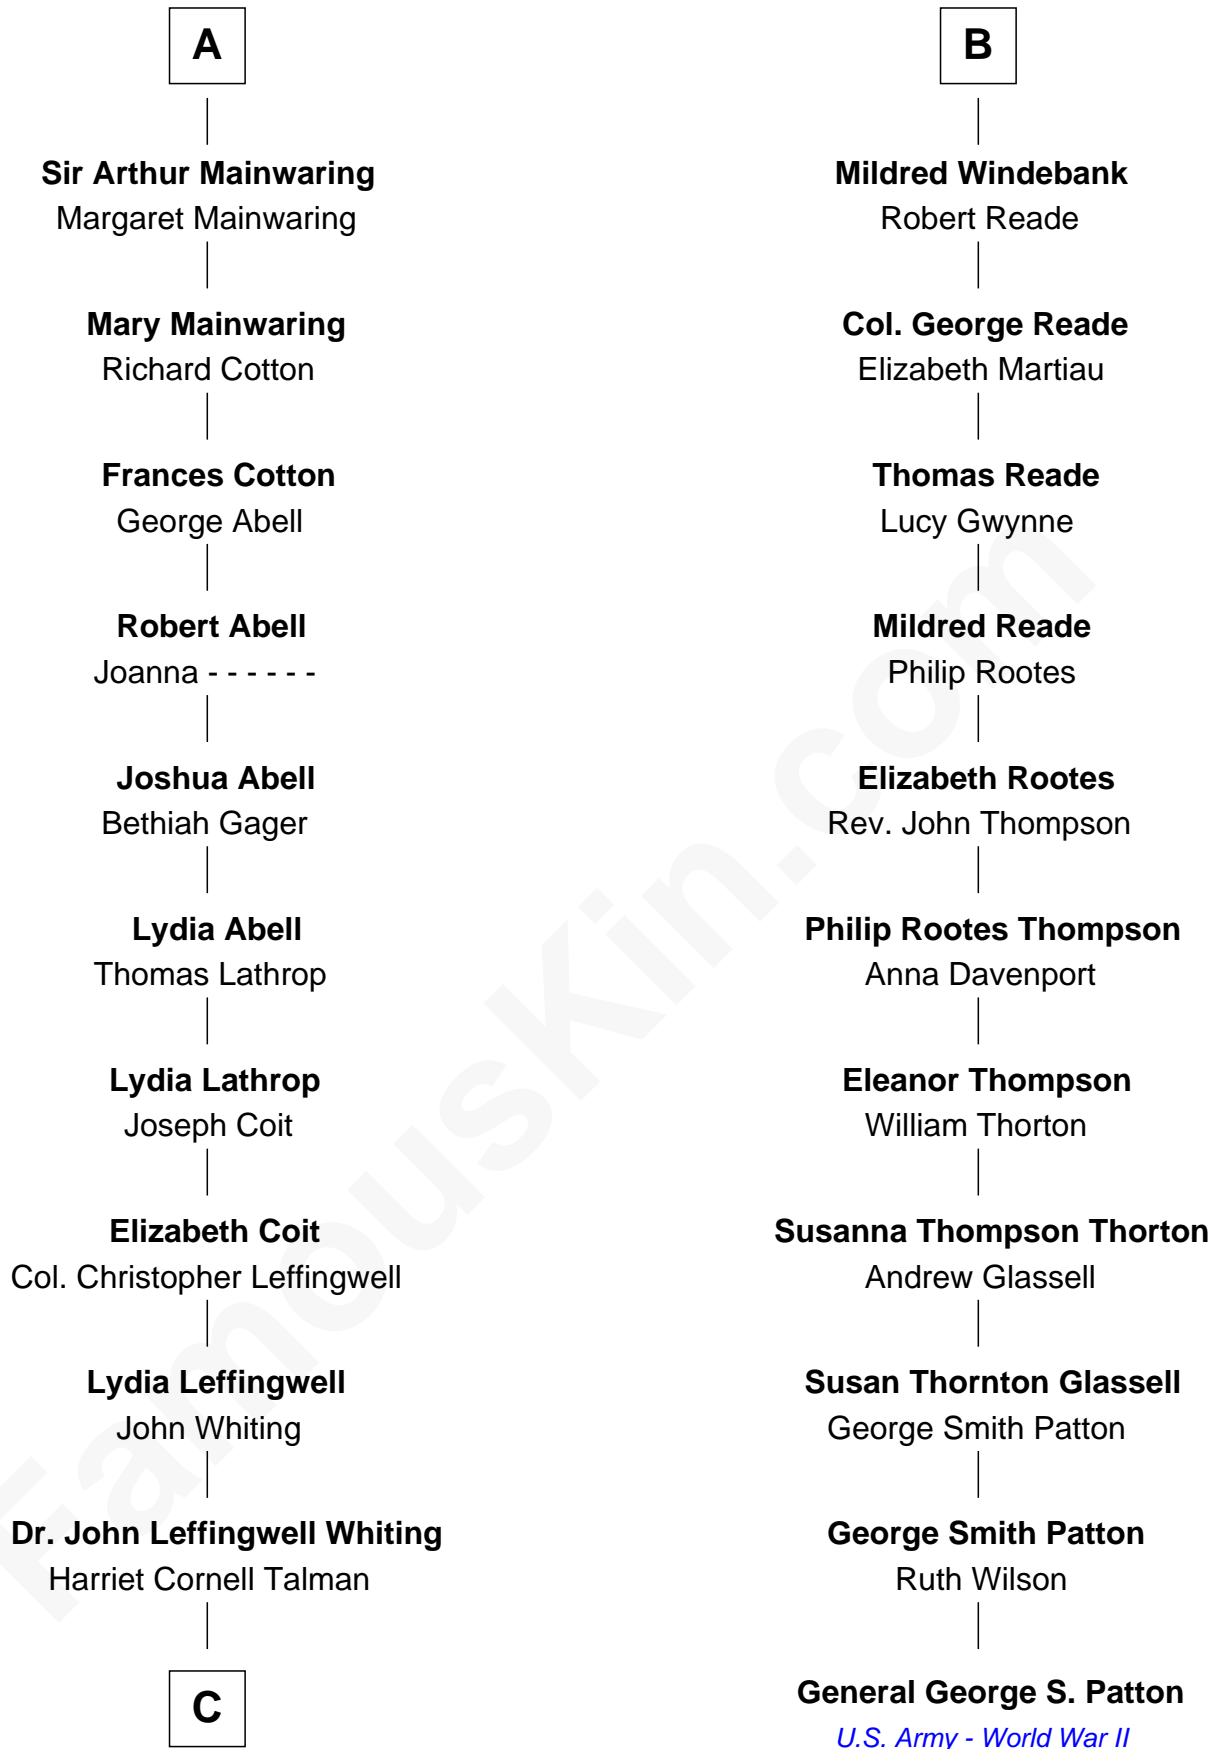 A
Sir Arthur Mainwaring
Margaret Mainwaring
Mary Mainwaring
Richard Cotton
Frances Cotton
George Abell
Robert Abell
Joanna - - - - - -
Joshua Abell
Bethiah Gager
Lydia Abell
Thomas Lathrop
Lydia Lathrop
Joseph Coit
Elizabeth Coit
Col. Christopher Leffingwell
Lydia Leffingwell
John Whiting
Dr. John Leffingwell Whiting
Harriet Cornell Talman
C
B
Mildred Windebank
Robert Reade
Col. George Reade
Elizabeth Martiau
Thomas Reade
Lucy Gwynne
Mildred Reade
Philip Rootes
Elizabeth Rootes
Rev. John Thompson
Philip Rootes Thompson
Anna Davenport
Eleanor Thompson
William Thorton
Susanna Thompson Thorton
Andrew Glassell
Susan Thornton Glassell
George Smith Patton
George Smith Patton
Ruth Wilson
General George S. Patton
U.S. Army - World War II
FamousKin.com